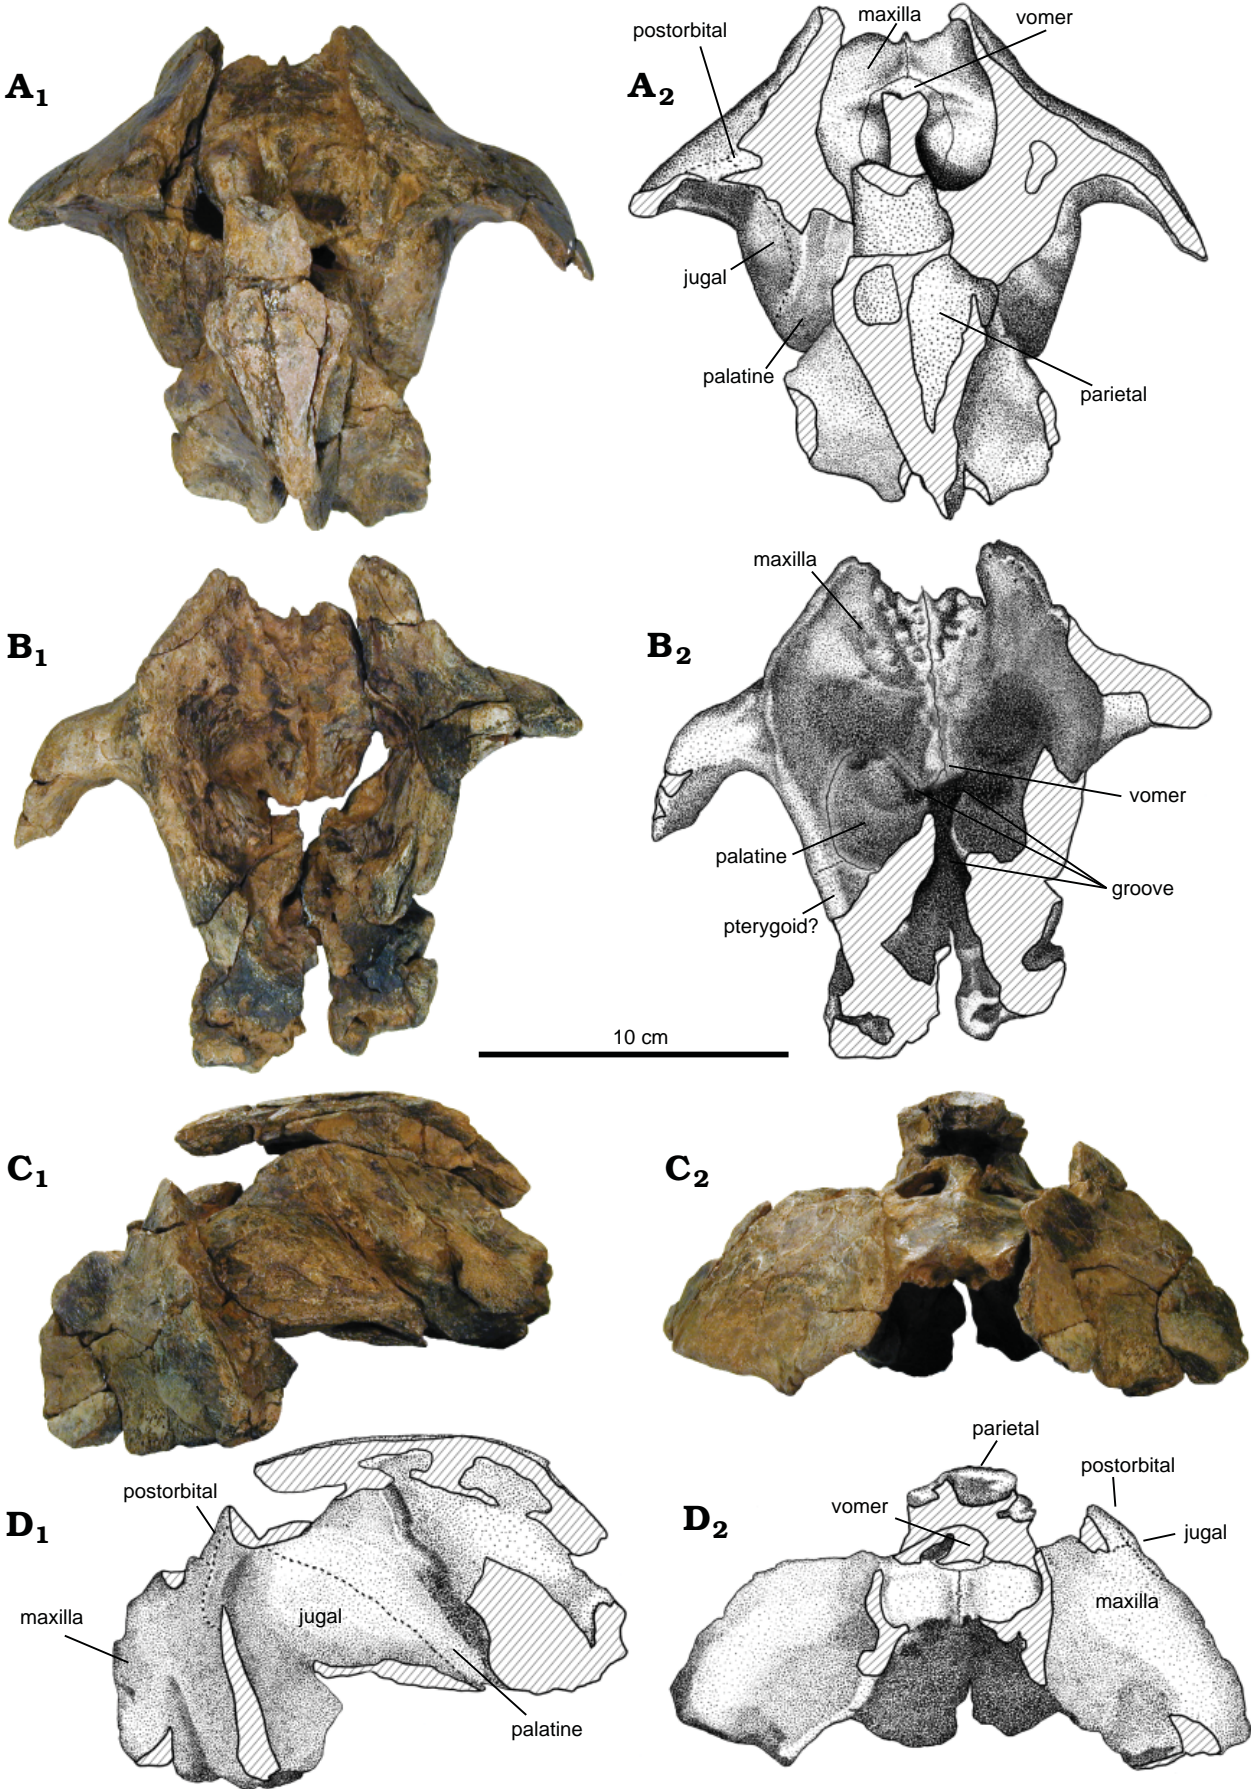 A1
A2
postorbital
maxilla
vomer
jugal
palatine
parietal
B1
B2
maxilla
vomer
palatine
groove
pterygoid?
10 cm
C1
C2
D1
postorbital
maxilla
jugal
palatine
D2
parietal
postorbital
vomer
jugal
maxilla